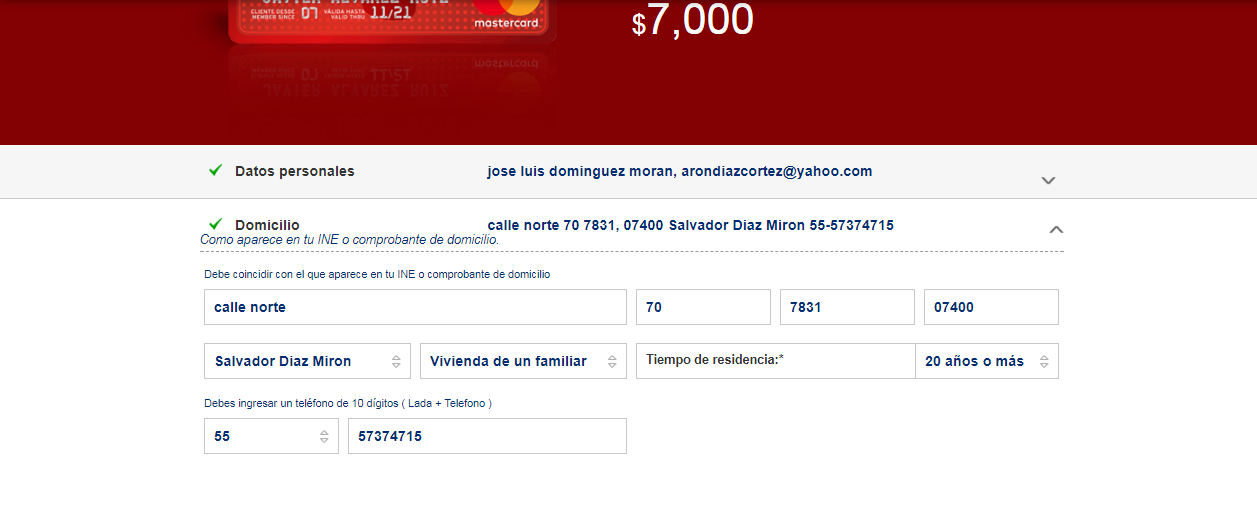 CLIENTE DESDE MEMBER SINCE 07 VÁLIDA HASTA VALID THRU 11/21
mastercard
$7,000
JAVIER ALVAREZ RUIZ
Datos personales jose luis dominguez moran, arondiazcortez@yahoo.com
Domicilio calle norte 70 7831, 07400 Salvador Diaz Miron 55-57374715
Como aparece en tu INE o comprobante de domicilio.
Debe coincidir con el que aparece en tu INE o comprobante de domicilio
calle norte 70 7831 07400
Salvador Diaz Miron Vivienda de un familiar Tiempo de residencia:* 20 años o más
Debes ingresar un teléfono de 10 dígitos ( Lada + Telefono )
55 57374715